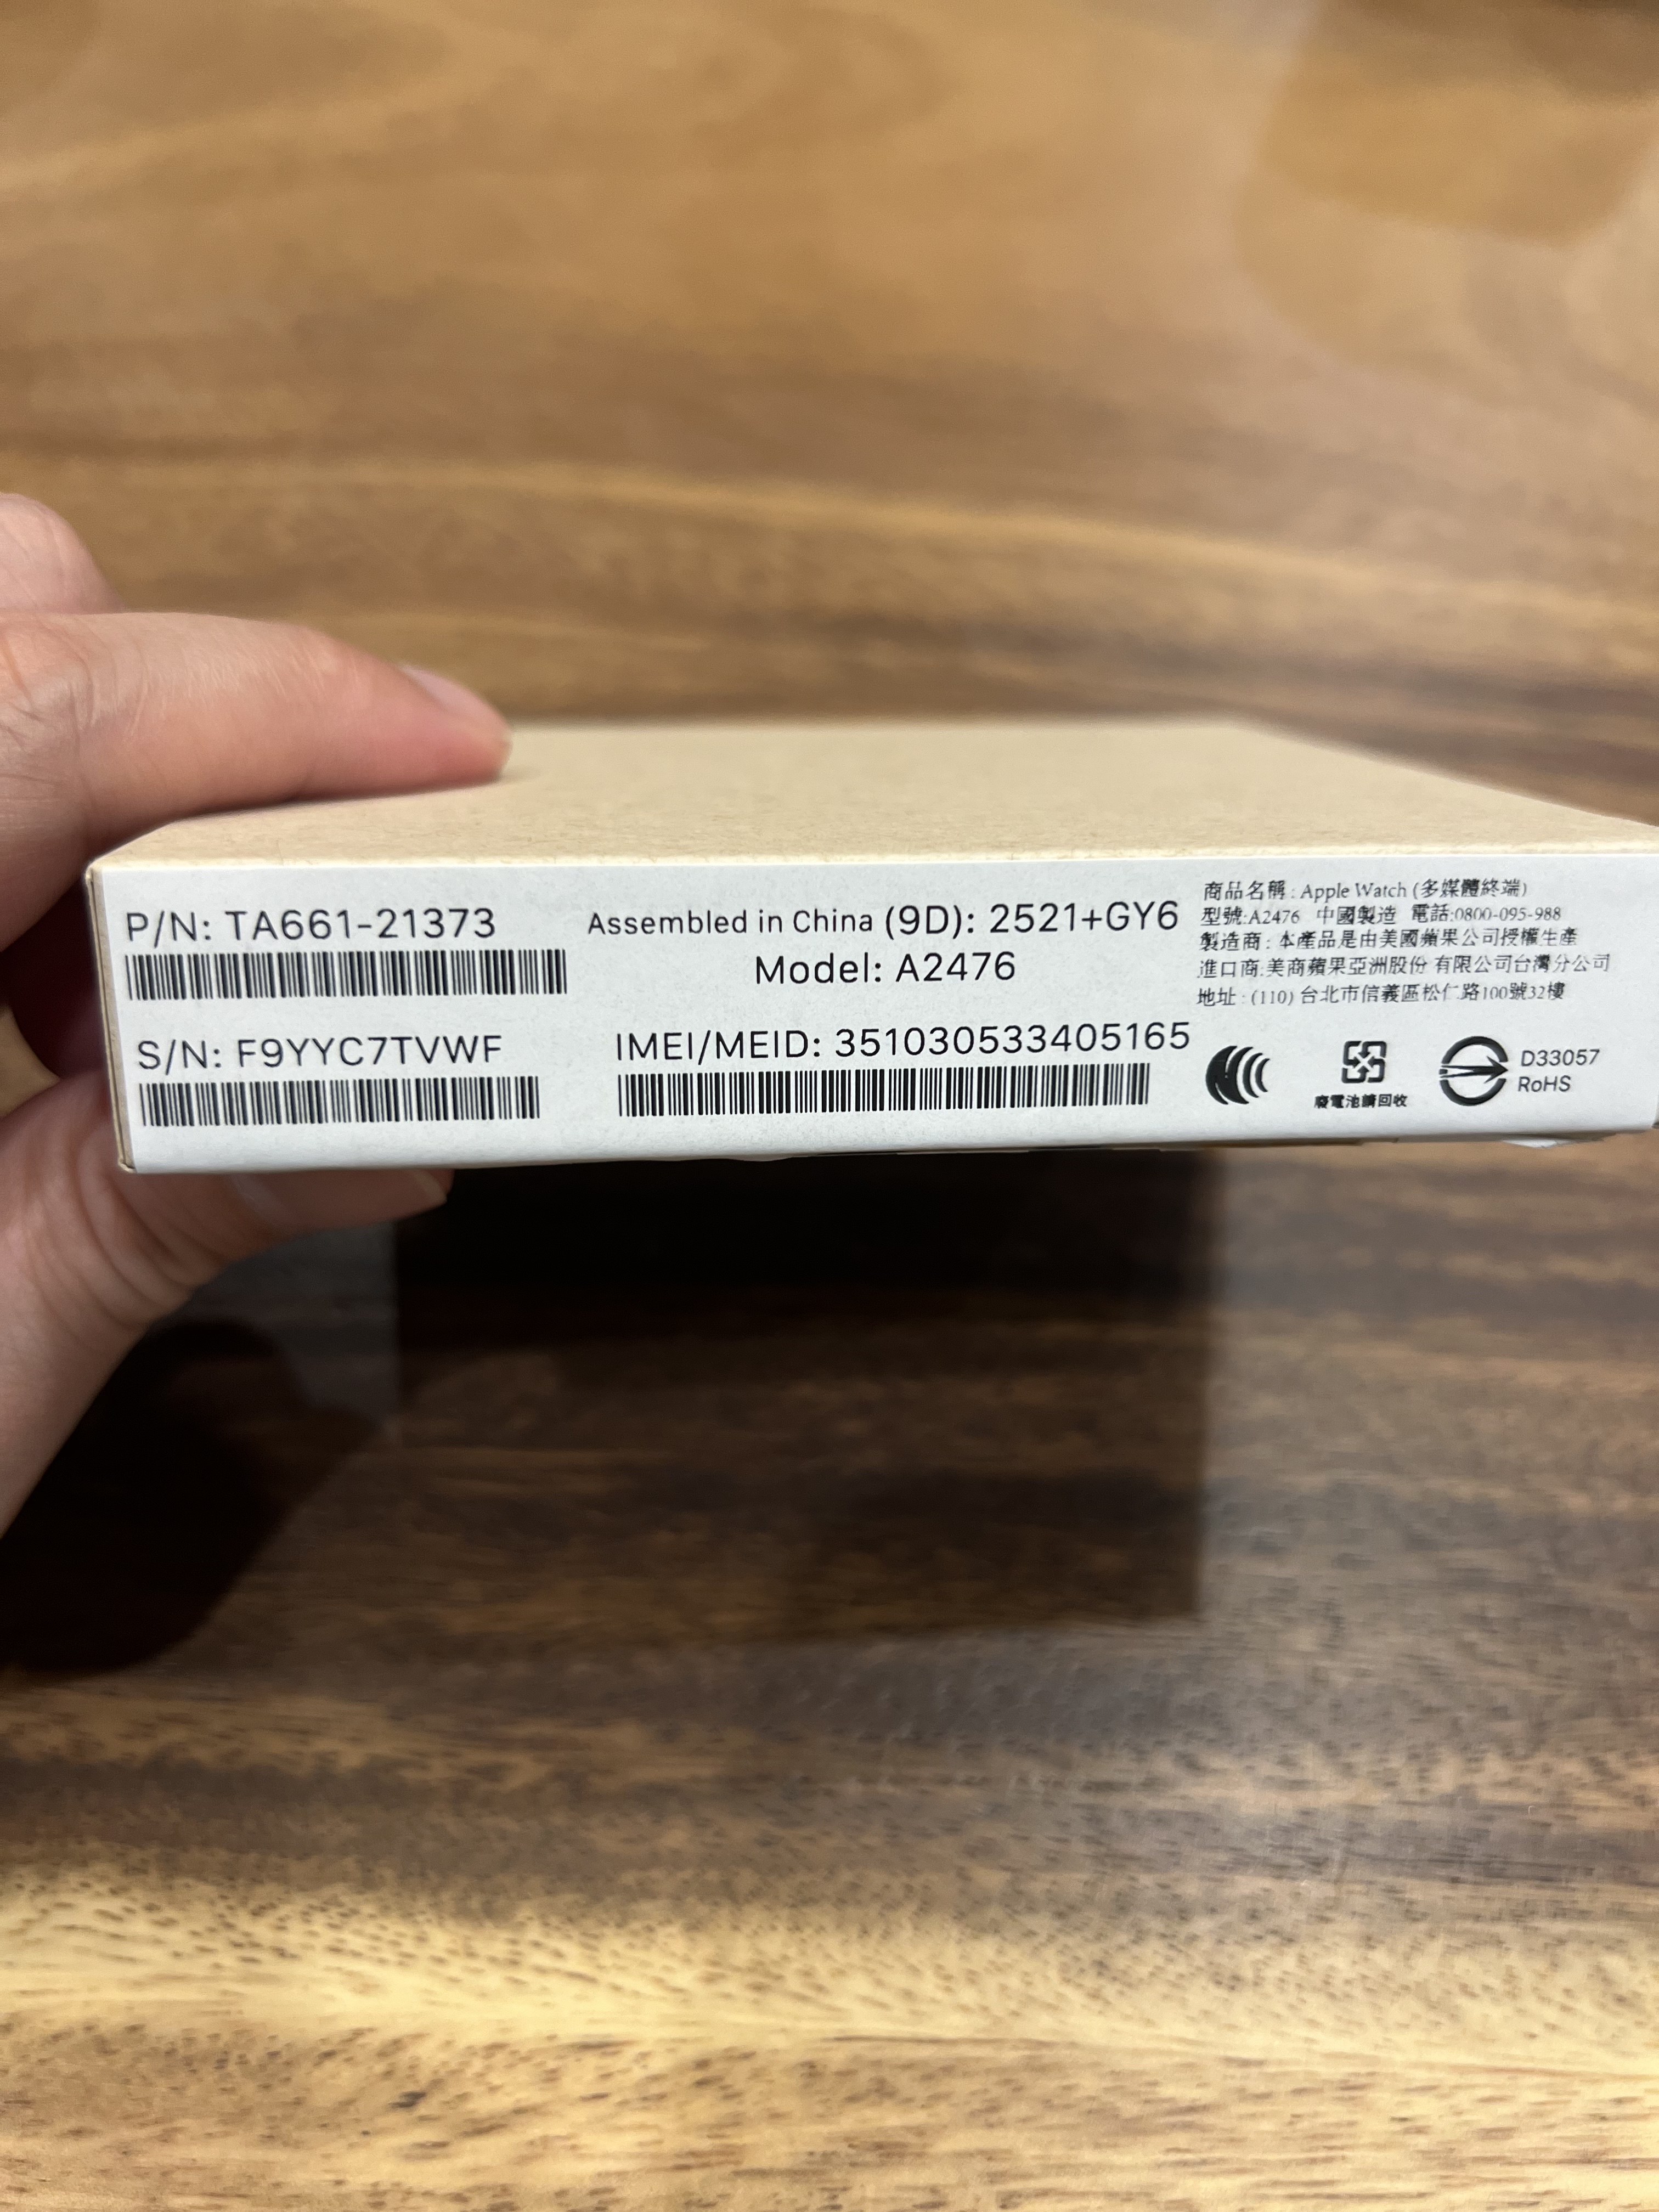 P/N: TA661-21373
S/N: F9YYC7TVWF
Assembled in China (9D): 2521+GY6
Model: A2476
IMEI/MEID: 351030533405165
商品名稱: Apple Watch (多媒體終端)
型號:A2476 中國製造 電話:0800-095-988
製造商: 本產品是由美國蘋果公司授權生產
進口商:美商蘋果亞洲股份 有限公司台灣分公司
地址: (110) 台北市信義區松仁路100號32樓
廢電池請回收
D33057
RoHS